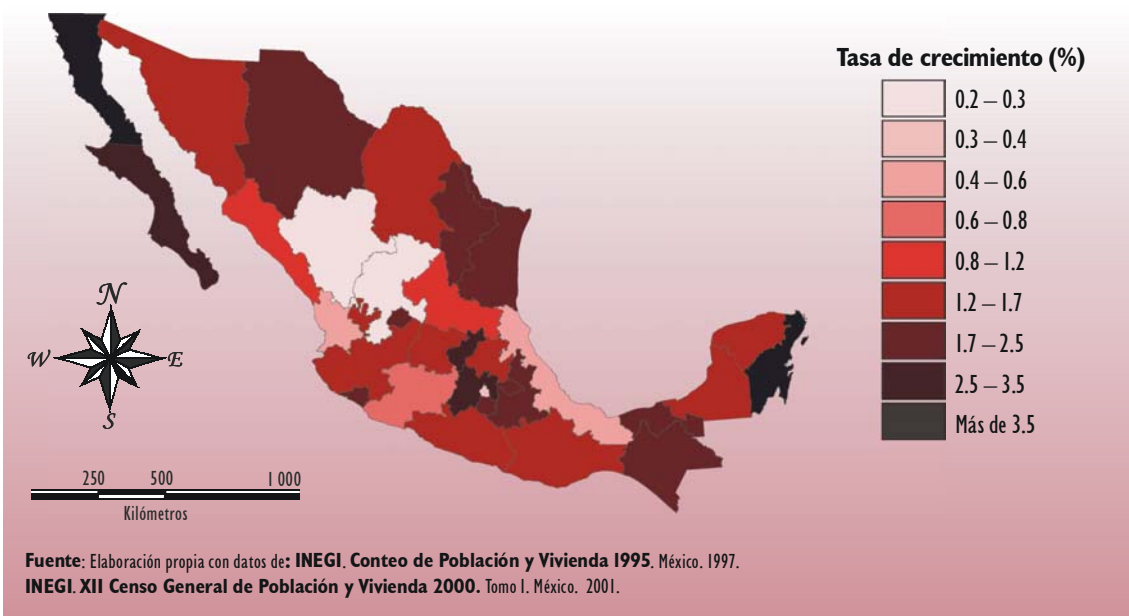 Tasa de crecimiento (%)
0.2 – 0.3
0.3 – 0.4
0.4 – 0.6
0.6 – 0.8
0.8 – 1.2
1.2 – 1.7
1.7 – 2.5
2.5 – 3.5
Más de 3.5
N
W
E
S
250 500 1 000
Kilómetros
Fuente: Elaboración propia con datos de: INEGI. Conteo de Población y Vivienda 1995. México. 1997.
INEGI. XII Censo General de Población y Vivienda 2000. Tomo I. México. 2001.